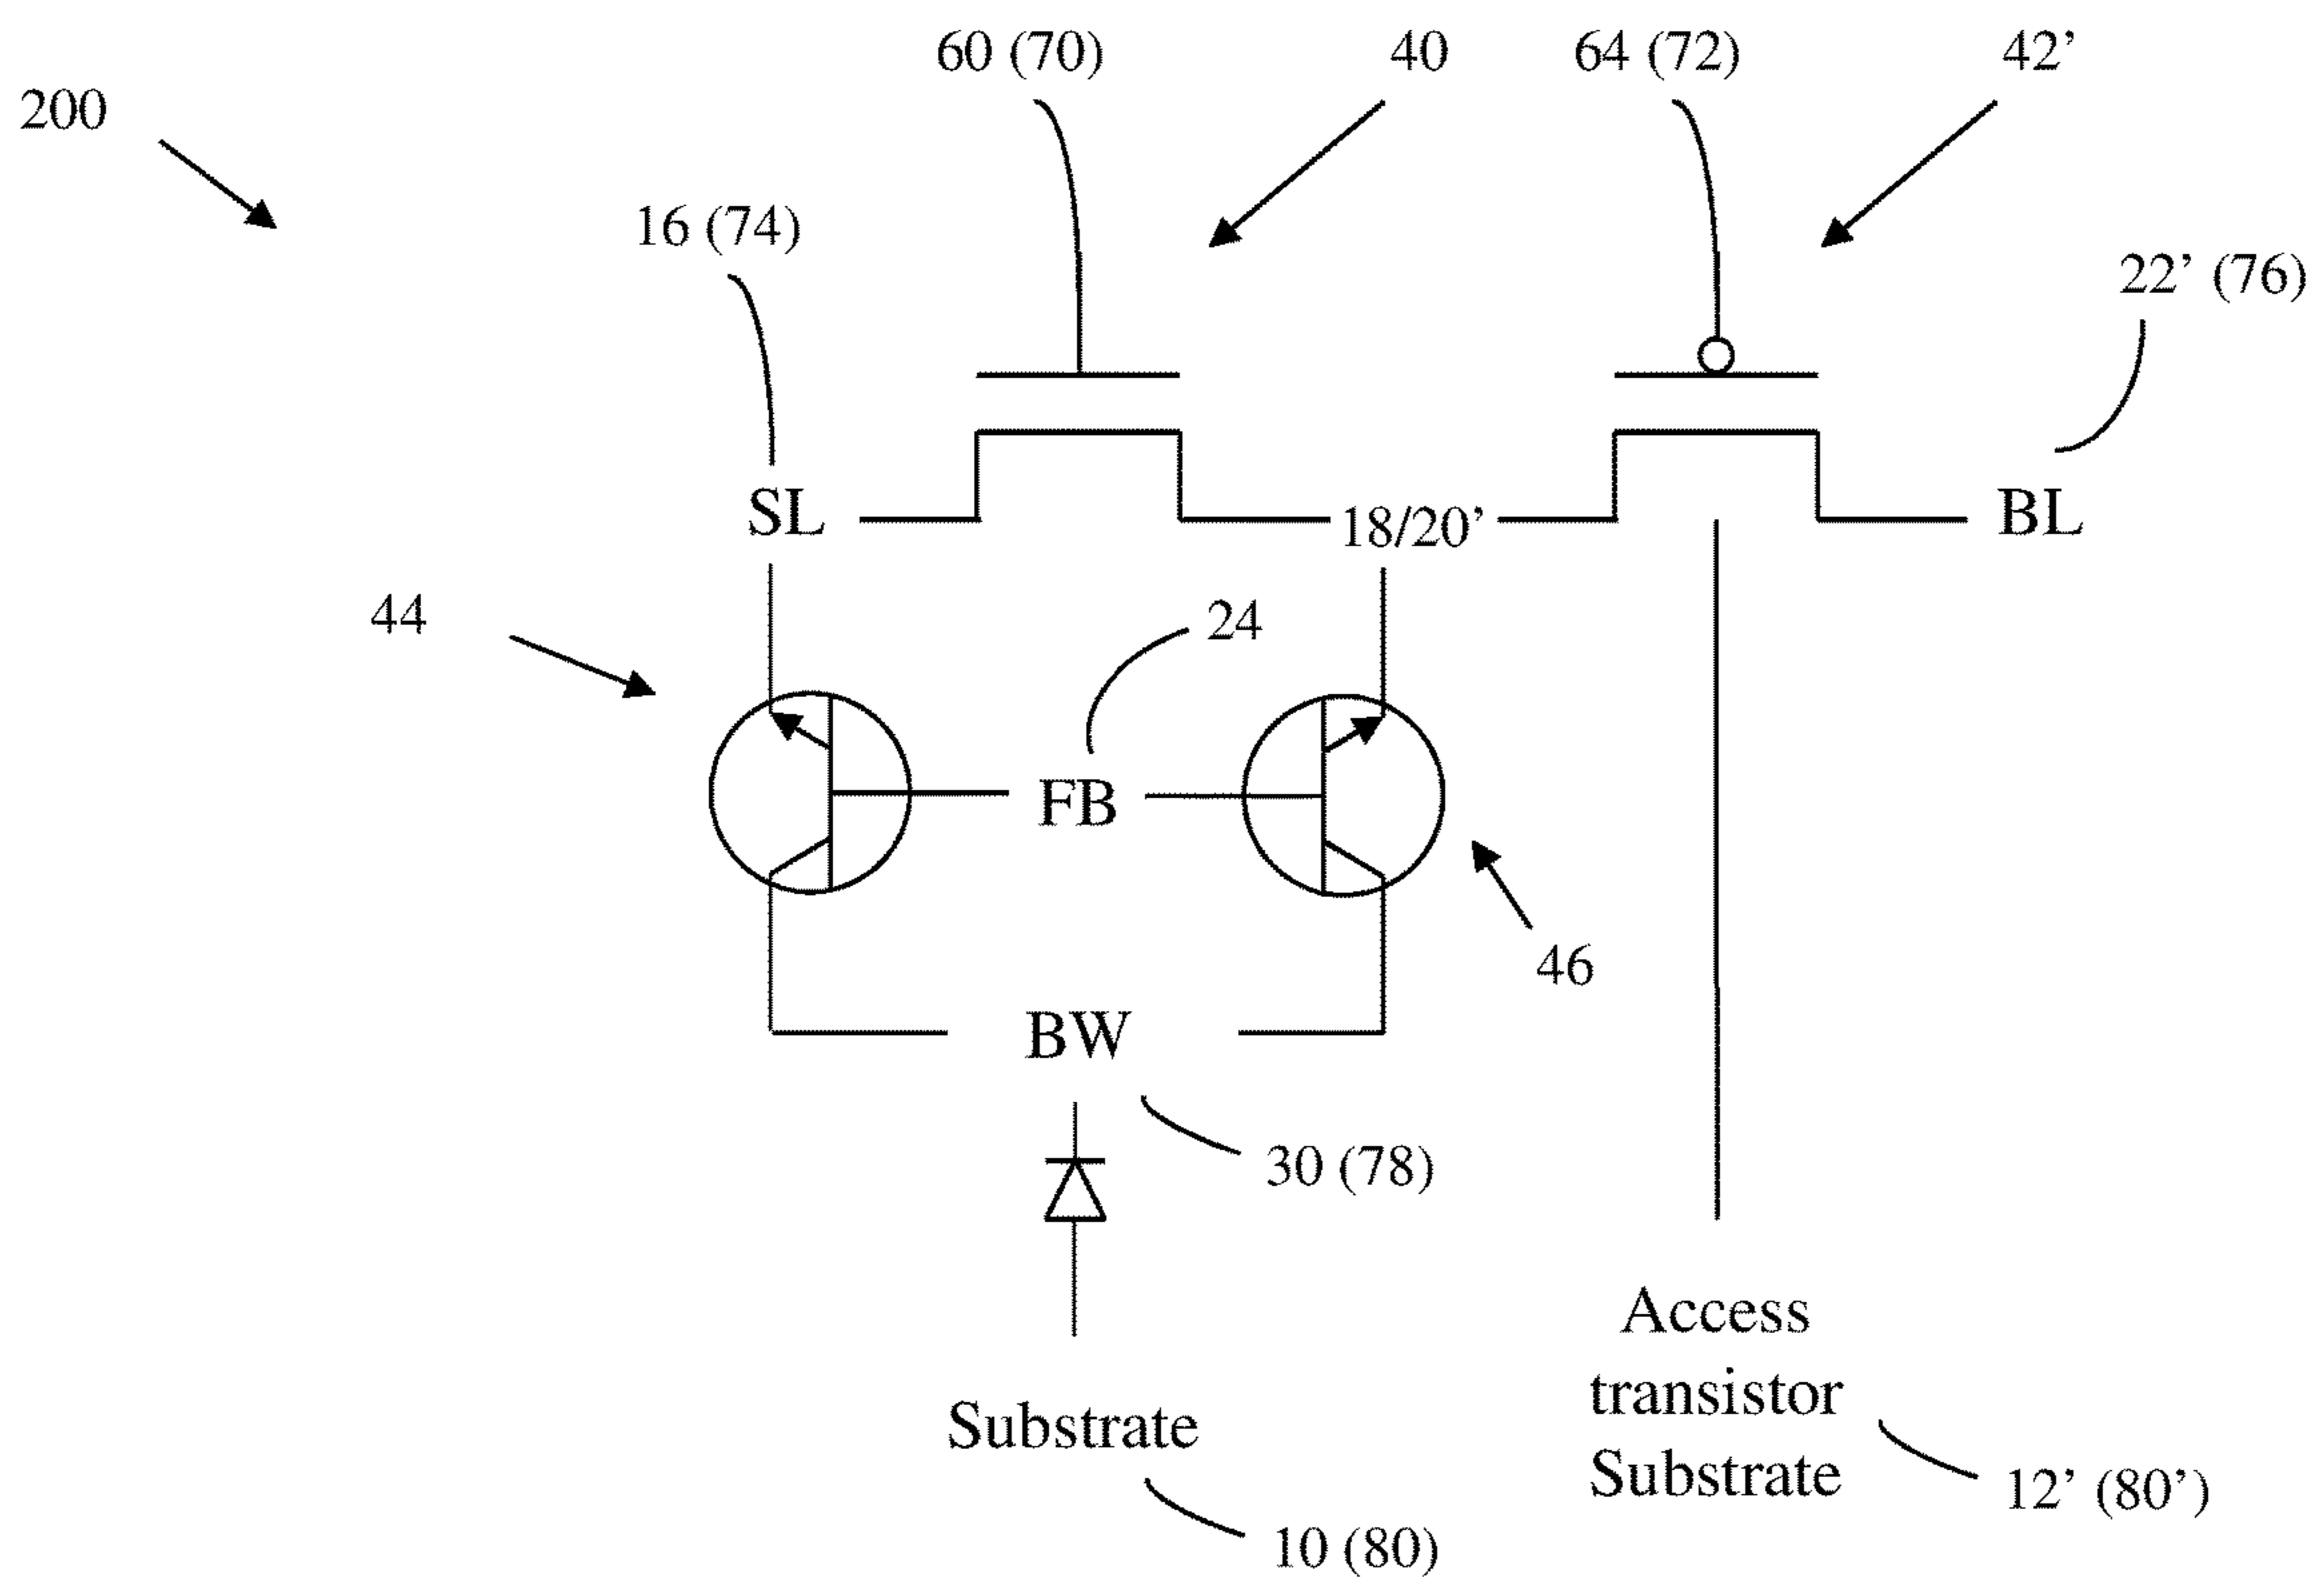 60 (70)
40
64 (72)
42’
200
16 (74)
22’ (76)
SL
18/20’
BL
44
24
FB
46
BW
30 (78)
Access
transistor
Substrate
Substrate
12’ (80’)
10 (80)